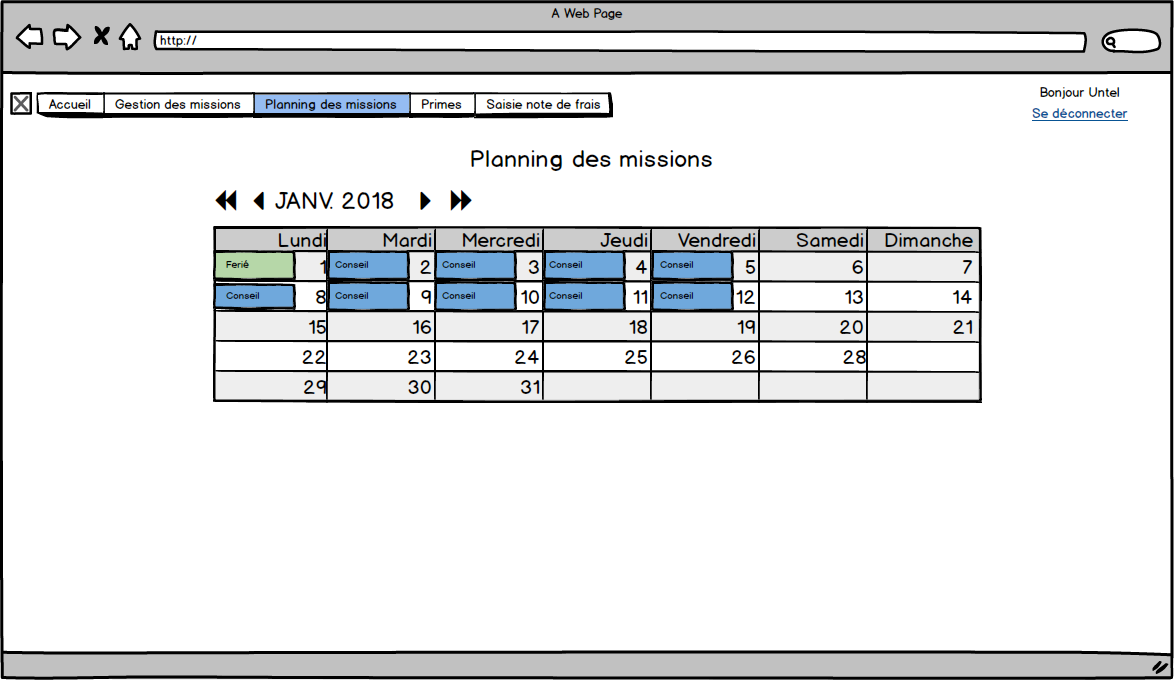 A Web Page
http://
Accueil Gestion des missions Planning des missions Primes Saisie note de frais
Bonjour Untel
Se déconnecter
Planning des missions
JANV. 2018
Lundi Mardi Mercredi Jeudi Vendredi Samedi Dimanche
Ferié 1 Conseil 2 Conseil 3 Conseil 4 Conseil 5 6 7
Conseil 8 Conseil 9 Conseil 10 Conseil 11 Conseil 12 13 14
15 16 17 18 19 20 21
22 23 24 25 26 28
29 30 31